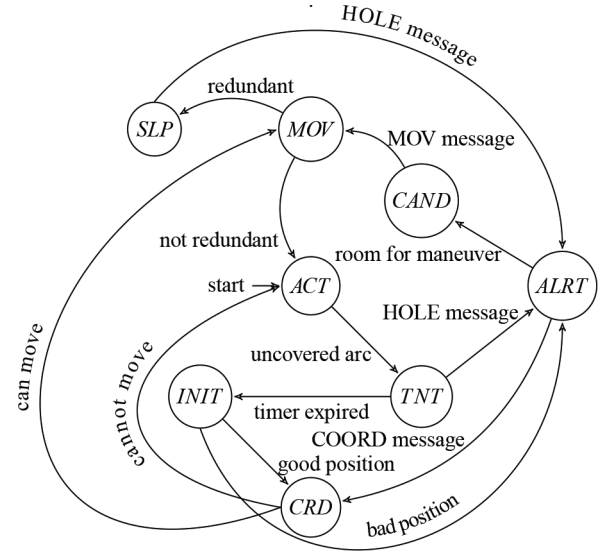 HOLE message
redundant
SLP
MOV
MOV message
CAND
not redundant
room for maneuver
start
ACT
ALRT
HOLE message
can move
cannot move
uncovered arc
INIT
TNT
timer expired
COORD message
good position
CRD
bad position